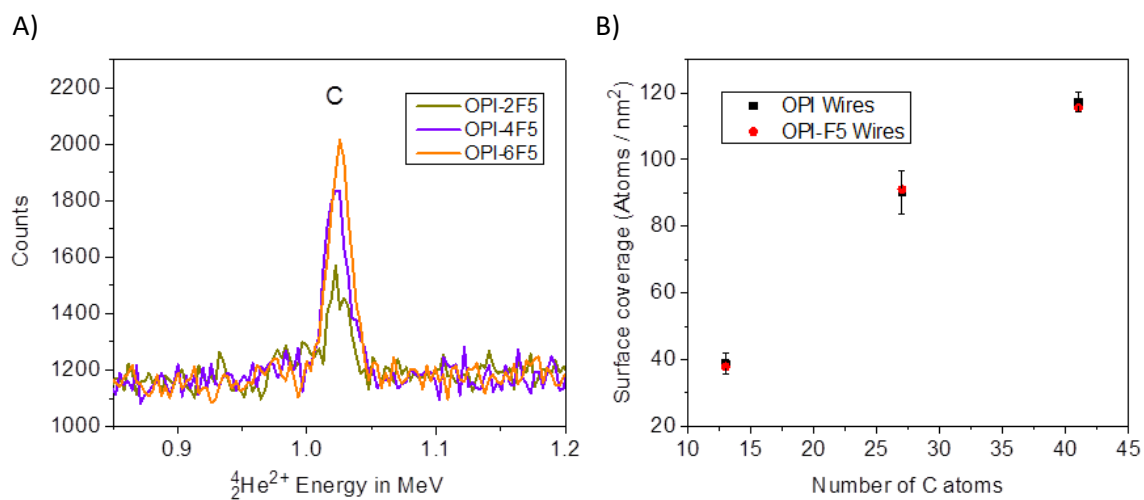 A)
B)
C
OPI-2F5
OPI-4F5
OPI-6F5
2200
2000
1800
1600
1400
1200
1000
Counts
0.9
1.0
1.1
1.2
⁴₂He²⁺ Energy in MeV
OPI Wires
OPI-F5 Wires
120
100
80
60
40
20
Surface coverage (Atoms / nm²)
10
15
20
25
30
35
40
45
Number of C atoms